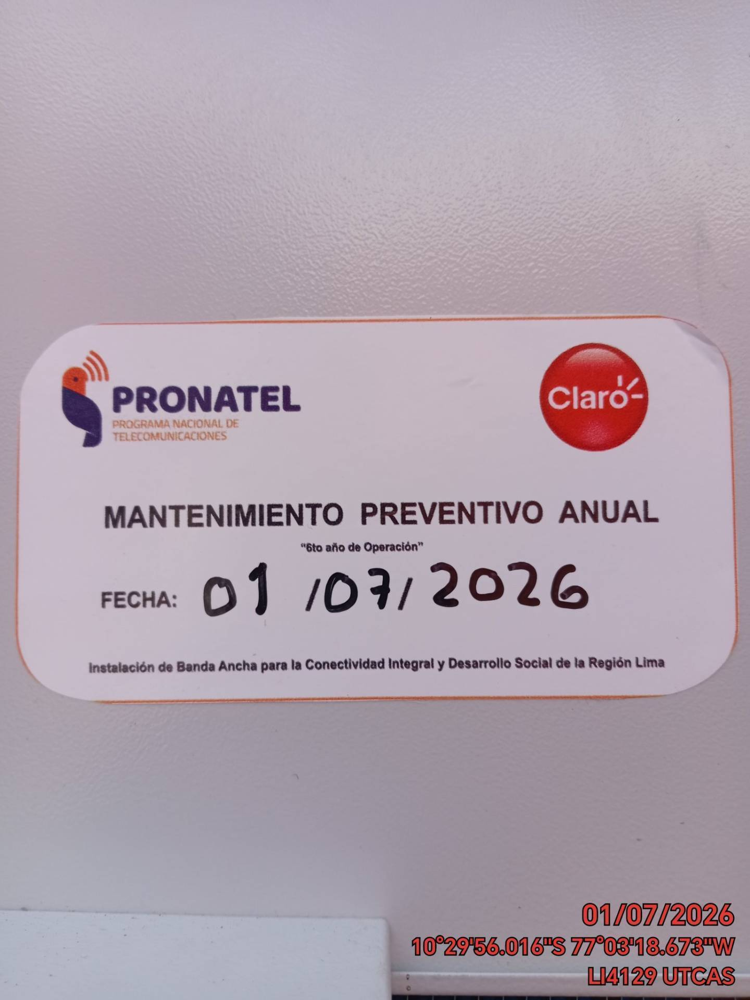 PRONATEL
PROGRAMA NACIONAL DE
TELECOMUNICACIONES
Claro
MANTENIMIENTO PREVENTIVO ANUAL
"6to año de Operación"
FECHA: 01/07/2026
Instalación de Banda Ancha para la Conectividad Integral y Desarrollo Social de la Región Lima
01/07/2026
10°29'56.016"S 77°03'18.673"W
LI4129 UTCAS